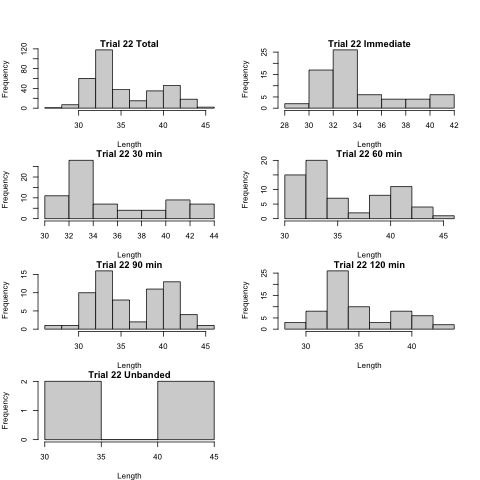 Trial 22 Total
Frequency
0 40 80 120
30 35 40 45
Length
Trial 22 Immediate
Frequency
0 5 15 25
28 30 32 34 36 38 40 42
Length
Trial 22 30 min
Frequency
0 10 20
30 32 34 36 38 40 42 44
Length
Trial 22 60 min
Frequency
0 5 10 15 20
30 35 40 45
Length
Trial 22 90 min
Frequency
0 5 10 15
30 35 40 45
Length
Trial 22 120 min
Frequency
0 5 15 25
30 35 40
Length
Trial 22 Unbanded
Frequency
0 1 2
30 35 40 45
Length